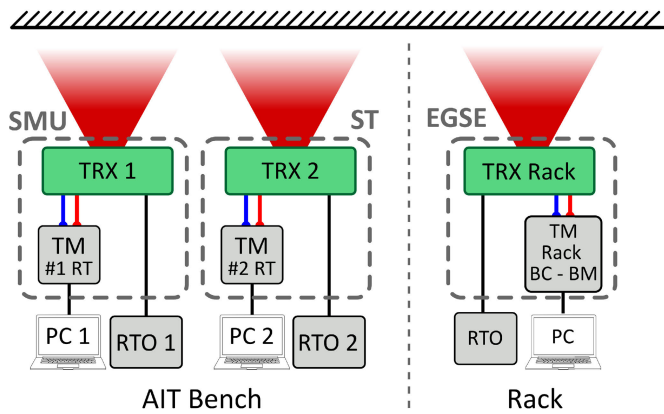 SMU
ST
EGSE
TRX 1
TRX 2
TRX Rack
TM
#1 RT
TM
#2 RT
TM
Rack
BC - BM
PC 1
RTO 1
PC 2
RTO 2
RTO
PC
AIT Bench
Rack